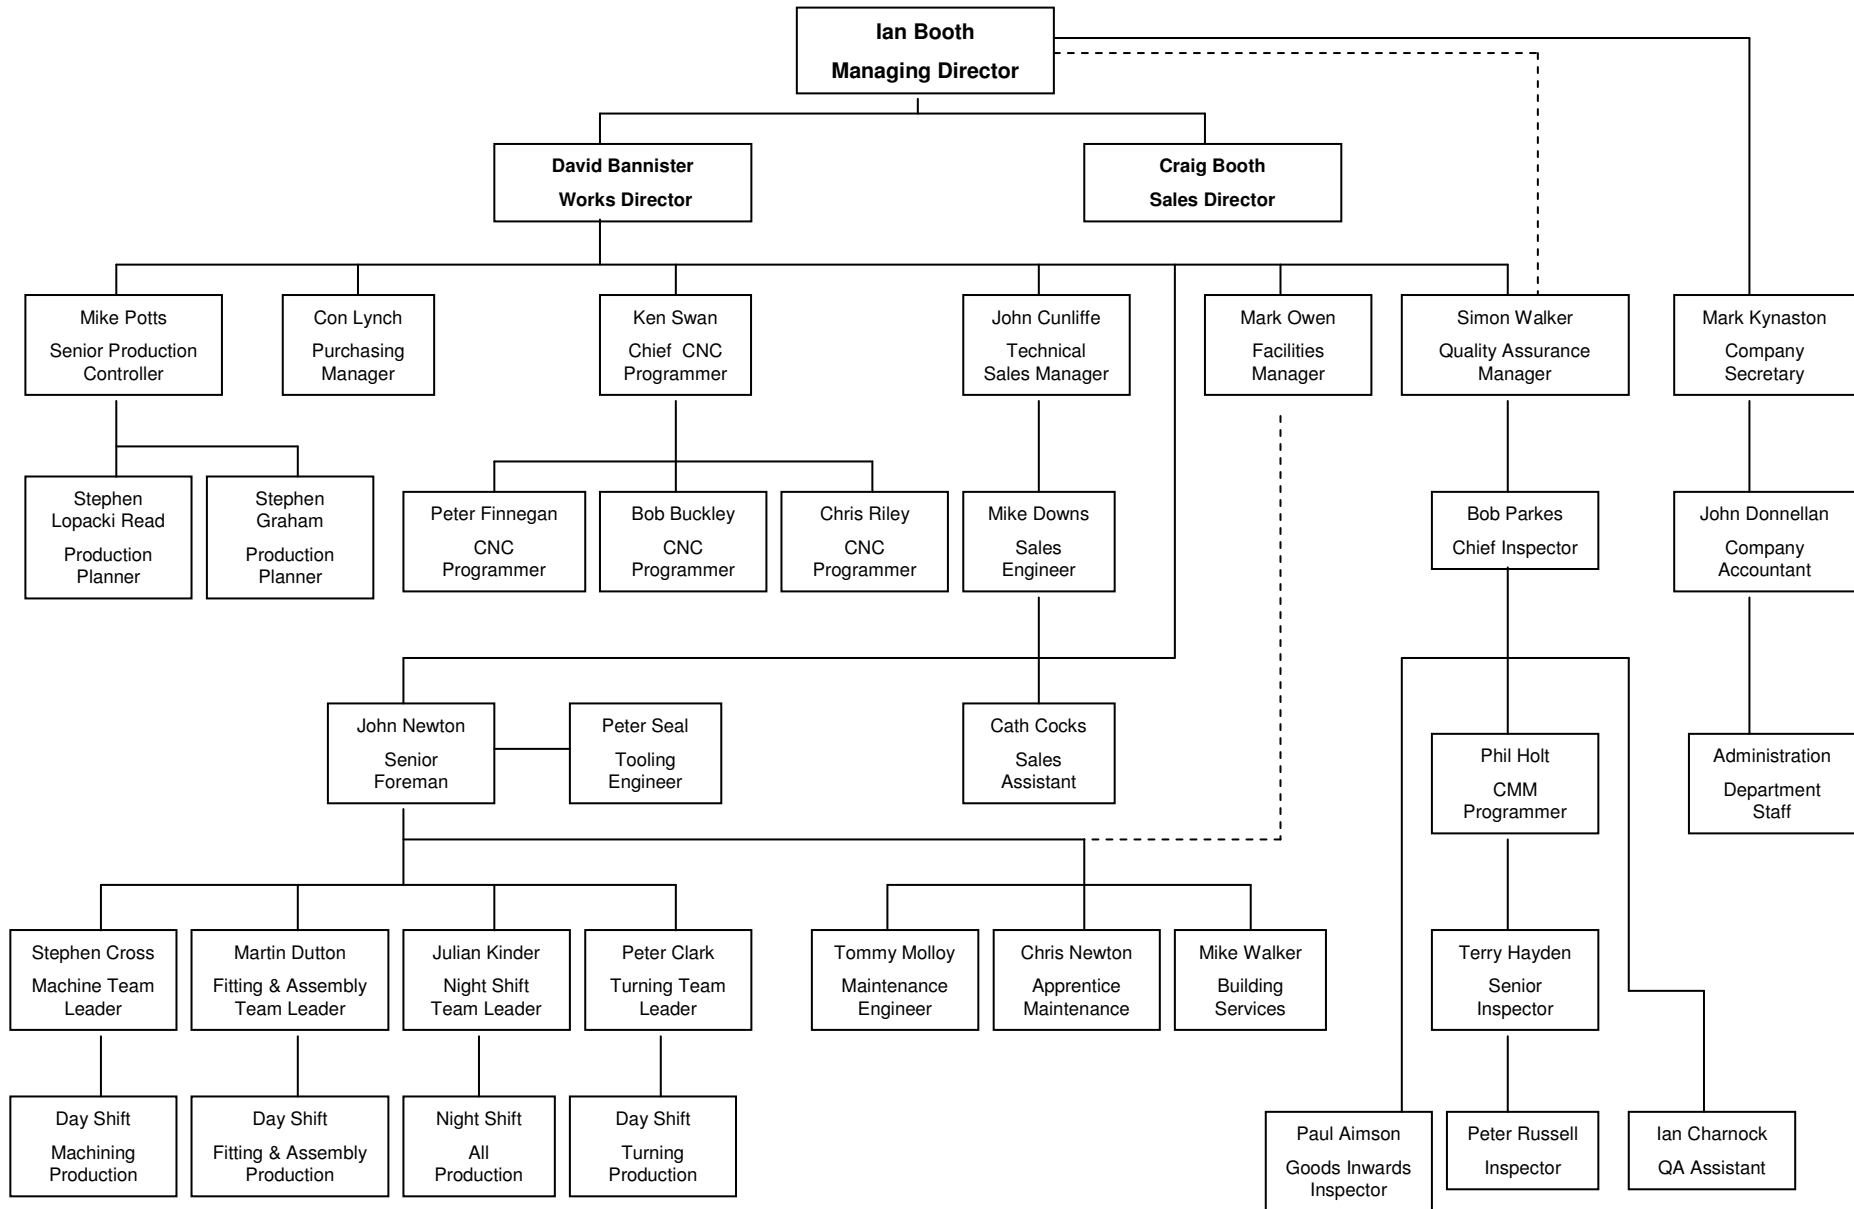 Ian Booth
Managing Director
David Bannister
Works Director
Craig Booth
Sales Director
Mike Potts
Senior Production
Controller
Con Lynch
Purchasing
Manager
Ken Swan
Chief CNC
Programmer
John Cunliffe
Technical
Sales Manager
Mark Owen
Facilities
Manager
Simon Walker
Quality Assurance
Manager
Mark Kynaston
Company
Secretary
Stephen
Lopacki Read
Production
Planner
Stephen
Graham
Production
Planner
Peter Finnegan
CNC
Programmer
Bob Buckley
CNC
Programmer
Chris Riley
CNC
Programmer
Mike Downs
Sales
Engineer
Bob Parkes
Chief Inspector
John Donnellan
Company
Accountant
John Newton
Senior
Foreman
Peter Seal
Tooling
Engineer
Cath Cocks
Sales
Assistant
Phil Holt
CMM
Programmer
Administration
Department
Staff
Stephen Cross
Machine Team
Leader
Martin Dutton
Fitting & Assembly
Team Leader
Julian Kinder
Night Shift
Team Leader
Peter Clark
Turning Team
Leader
Tommy Molloy
Maintenance
Engineer
Chris Newton
Apprentice
Maintenance
Mike Walker
Building
Services
Terry Hayden
Senior
Inspector
Day Shift
Machining
Production
Day Shift
Fitting & Assembly
Production
Night Shift
All
Production
Day Shift
Turning
Production
Paul Aimson
Goods Inwards
Inspector
Peter Russell
Inspector
Ian Charnock
QA Assistant